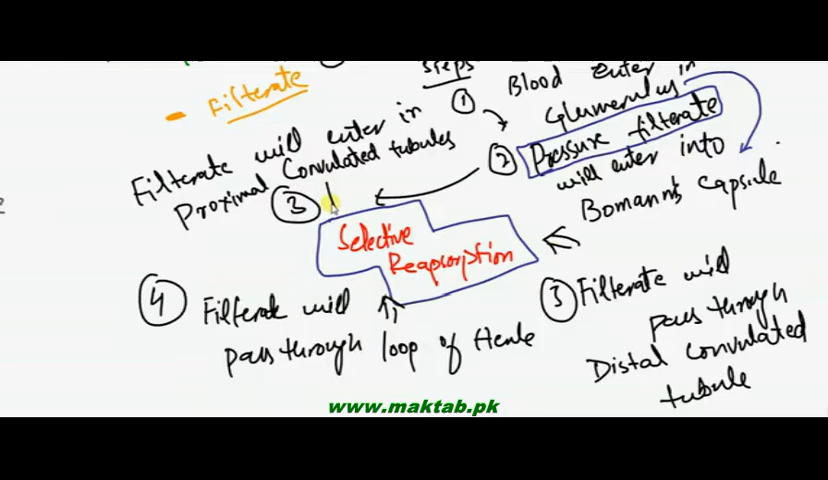 - Filterate
steps
① Blood enter in
Glumerulus
② Pressure filterate
will enter into
Bomann's Capsule
Filterate will enter in
Proximal Convulated tubules
③
Selective
Reapsorption
④ Filterate will
pass through loop of Henle
⑤ Filterate will
pass through
Distal convulated
tubule
www.maktab.pk